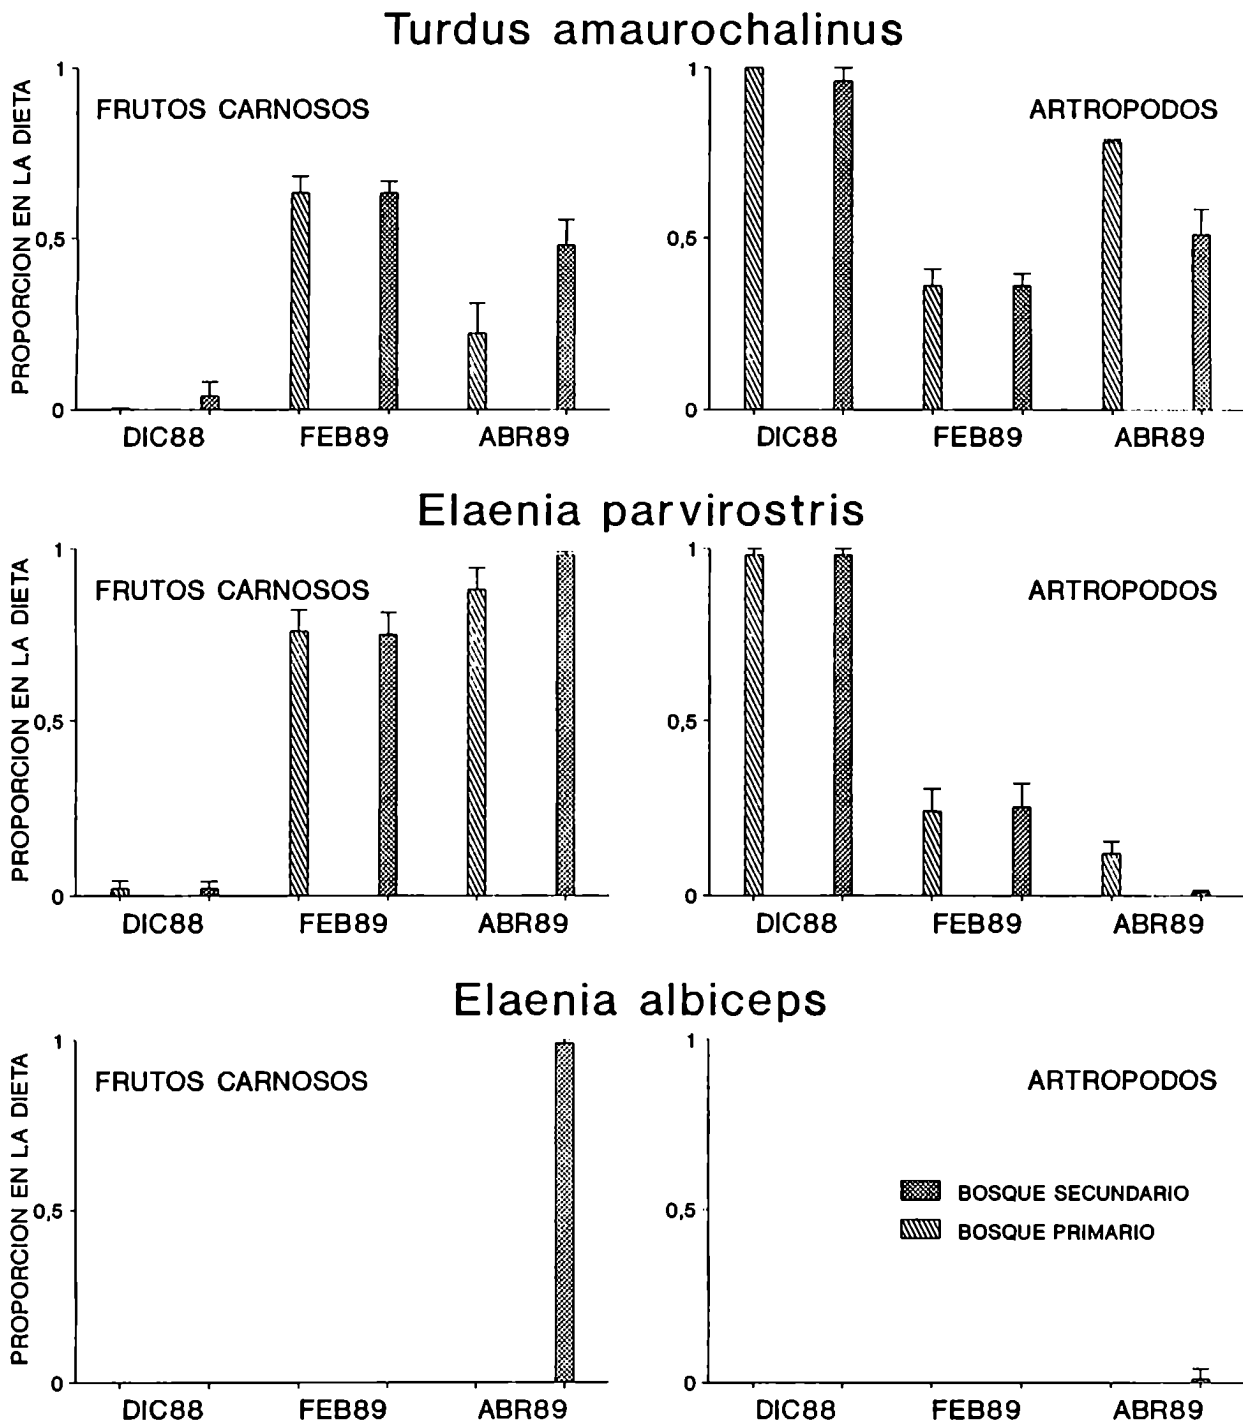 Turdus amaurochalinus
PROPORCION EN LA DIETA
1
0,5
0
FRUTOS CARNOSOS
DIC88 FEB89 ABR89
1
0,5
0
ARTROPODOS
DIC88 FEB89 ABR89
Elaenia parvirostris
PROPORCION EN LA DIETA
1
0,5
0
FRUTOS CARNOSOS
DIC88 FEB89 ABR89
1
0,5
0
ARTROPODOS
DIC88 FEB89 ABR89
Elaenia albiceps
PROPORCION EN LA DIETA
1
0,5
0
FRUTOS CARNOSOS
DIC88 FEB89 ABR89
1
0,5
0
ARTROPODOS
BOSQUE SECUNDARIO
BOSQUE PRIMARIO
DIC88 FEB89 ABR89